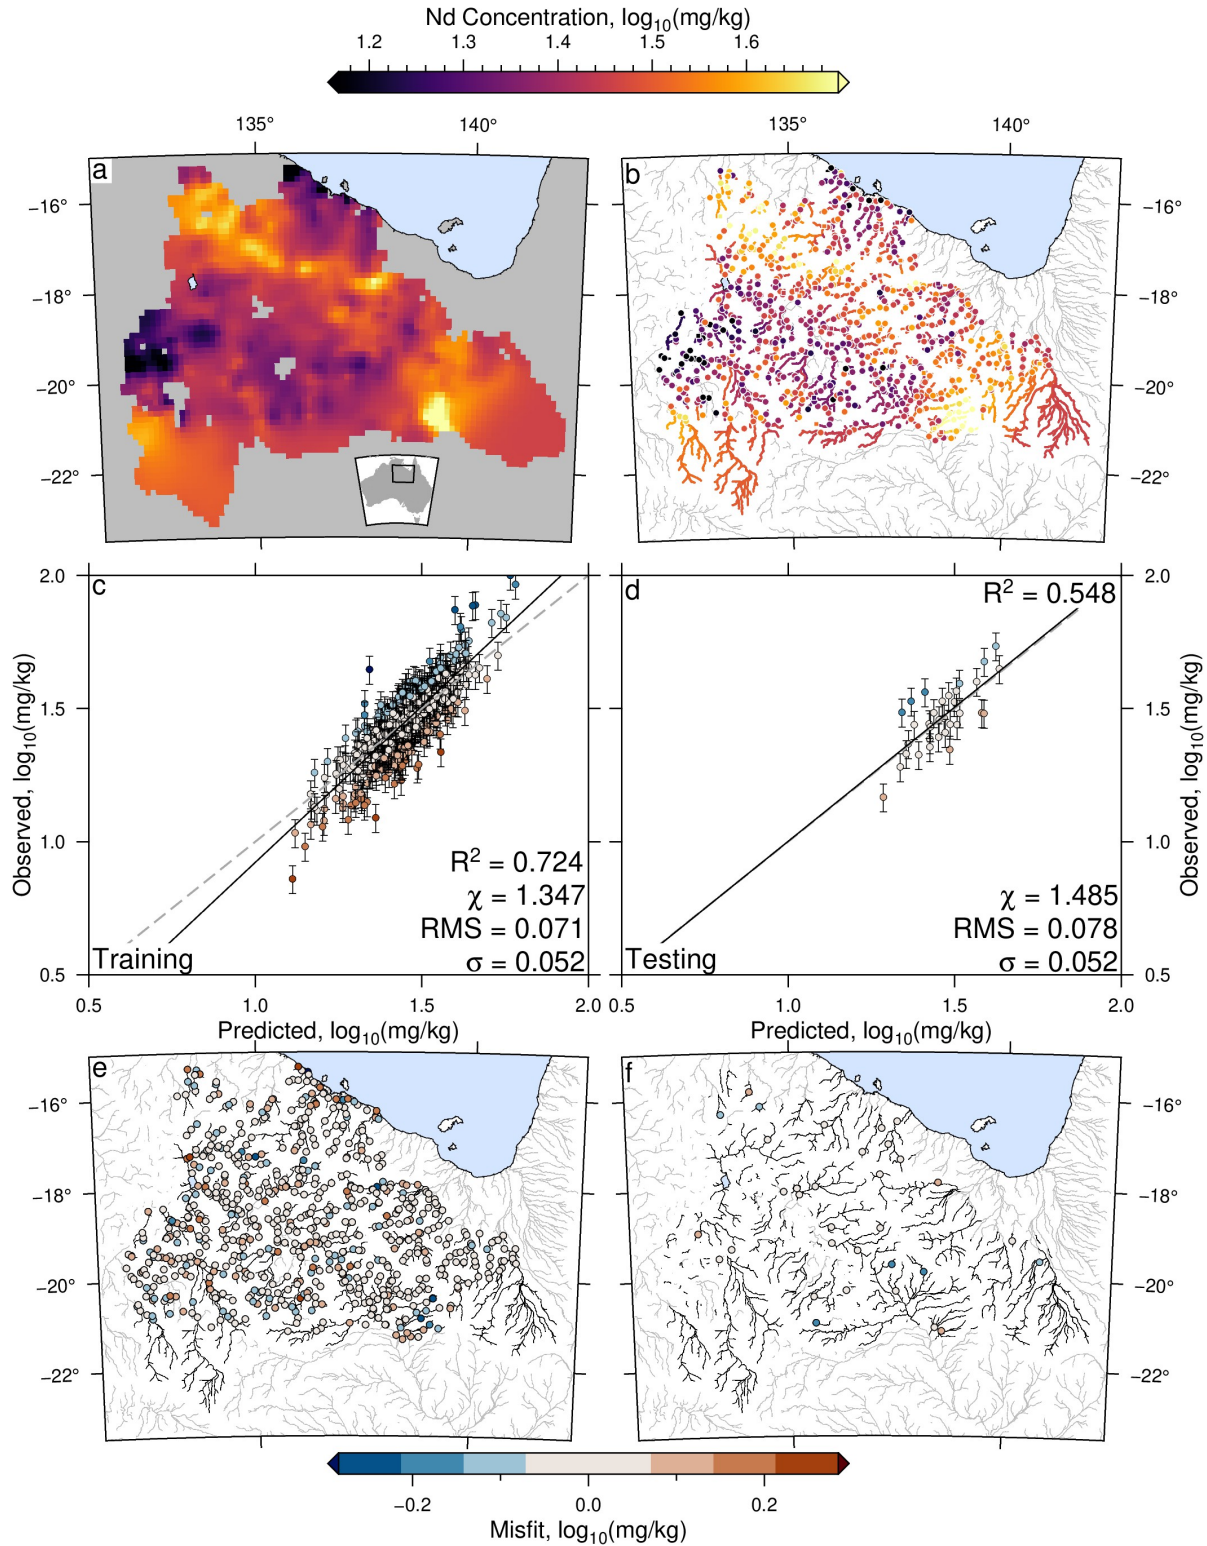 Nd Concentration, log10(mg/kg)
1.2 1.3 1.4 1.5 1.6
135° 140° 135° 140°
a b
−16° −16°
−18° −18°
−20° −20°
−22° −22°
2.0 c d R2 = 0.548 2.0
1.5 1.5
1.0 1.0
Observed, log10(mg/kg) Observed, log10(mg/kg)
R2 = 0.724
χ = 1.347 χ = 1.485
RMS = 0.071 RMS = 0.078
Training σ = 0.052 Testing σ = 0.052
0.5 0.5
0.5 1.0 1.5 2.0 0.5 1.0 1.5 2.0
Predicted, log10(mg/kg) Predicted, log10(mg/kg)
e f
−16° −16°
−18° −18°
−20° −20°
−22° −22°
−0.2 0.0 0.2
Misfit, log10(mg/kg)